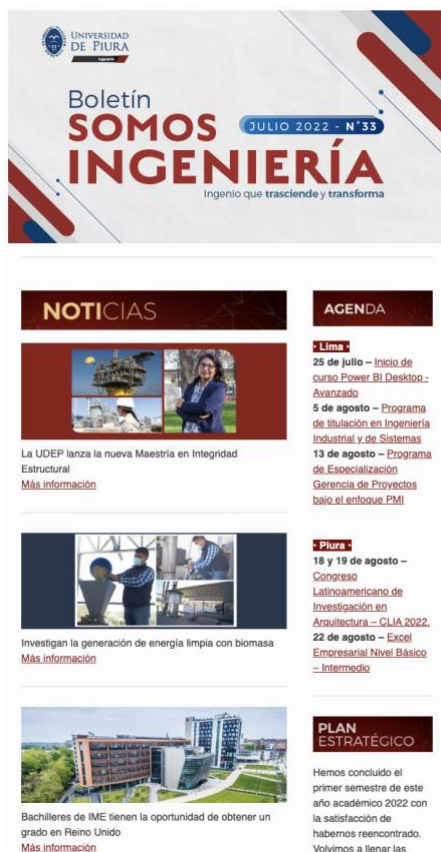 UNIVERSIDAD
DE PIURA
Boletín
SOMOS
JULIO 2022 - N°33
INGENIERÍA
Ingenio que trasciende y transforma
NOTICIAS
La UDEP lanza la nueva Maestría en Integridad
Estructural
Más información
Investigan la generación de energía limpia con biomasa
Más información
Bachilleres de IME tienen la oportunidad de obtener un
grado en Reino Unido
Más información
AGENDA
• Lima •
25 de julio – Inicio de
curso Power BI Desktop -
Avanzado
5 de agosto – Programa
de titulación en Ingeniería
Industrial y de Sistemas
13 de agosto – Programa
de Especialización
Gerencia de Proyectos
bajo el enfoque PMI
• Piura •
18 y 19 de agosto –
Congreso
Latinoamericano de
Investigación en
Arquitectura – CLIA 2022.
22 de agosto – Excel
Empresarial Nivel Básico
– Intermedio
PLAN
ESTRATÉGICO
Hemos concluido el
primer semestre de este
año académico 2022 con
la satisfacción de
habernos reencontrado.
Volvimos a llenar las